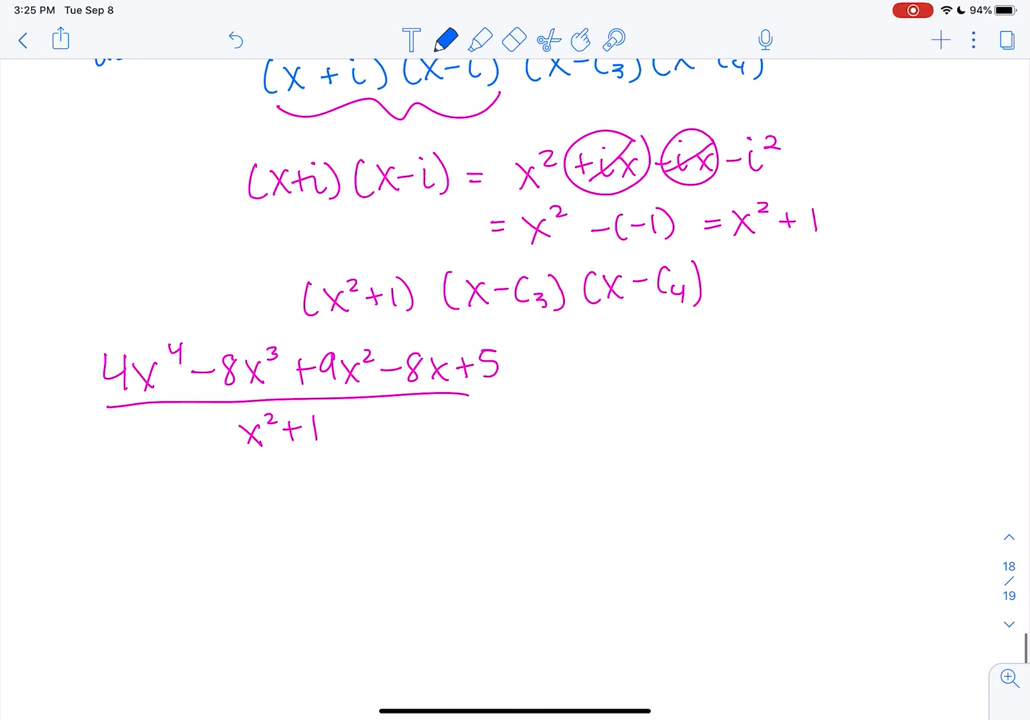 3:25 PM Tue Sep 8 94%
(x + i) (x - i) (x - c₃) (x - c₄)
(x+i) (x-i) = x² +ix -ix -i²
= x² -(-1) = x² + 1
(x²+1) (x-c₃) (x-c₄)
4x⁴ - 8x³ + 9x² - 8x + 5
x² + 1
18
/
19